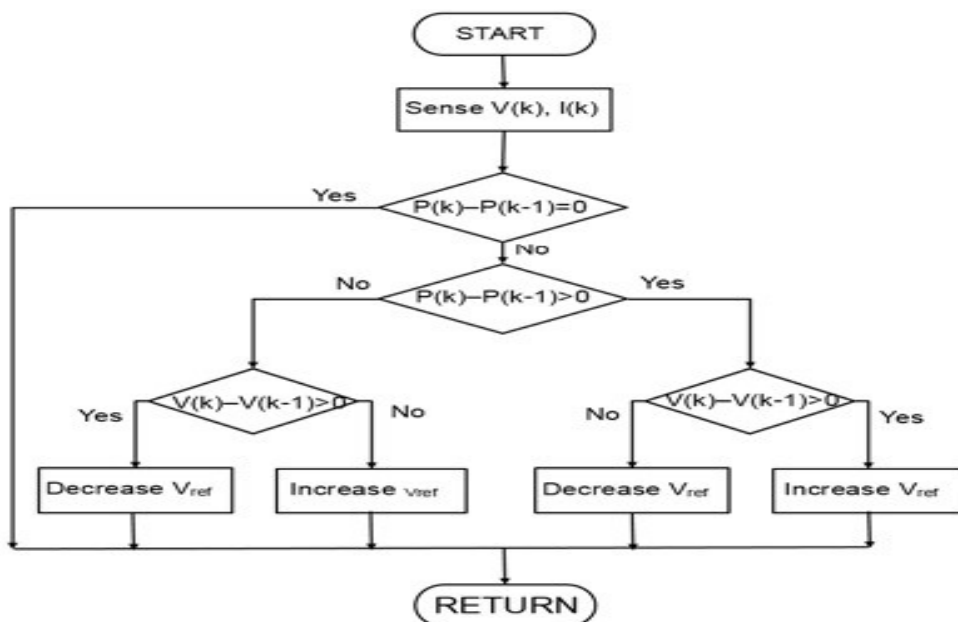 START
Sense V(k), I(k)
Yes
P(k)–P(k-1)=0
No
No
P(k)–P(k-1)>0
Yes
V(k)–V(k-1)>0
Yes
No
V(k)–V(k-1)>0
No
Yes
Decrease Vref
Increase Vref
Decrease Vref
Increase Vref
RETURN